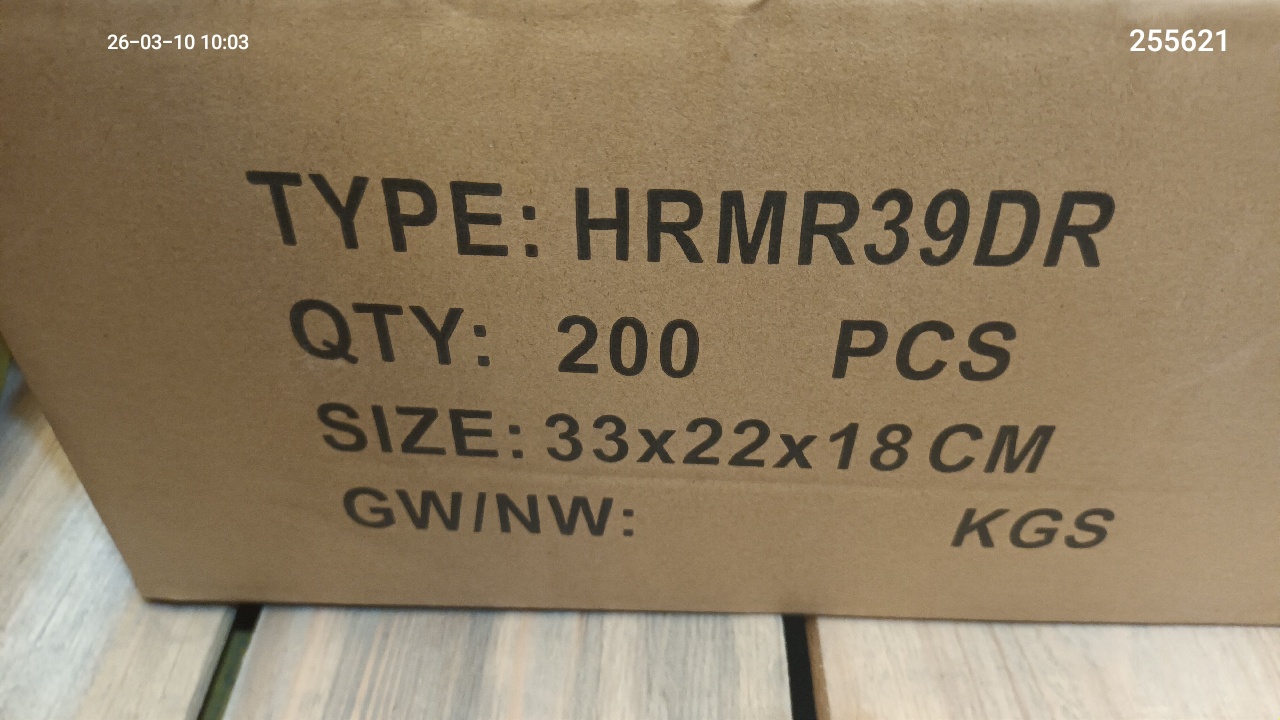 26-03-10 10:03
255621
TYPE: HRMR39DR
QTY: 200 PCS
SIZE: 33x22x18 CM
GW/NW: KGS